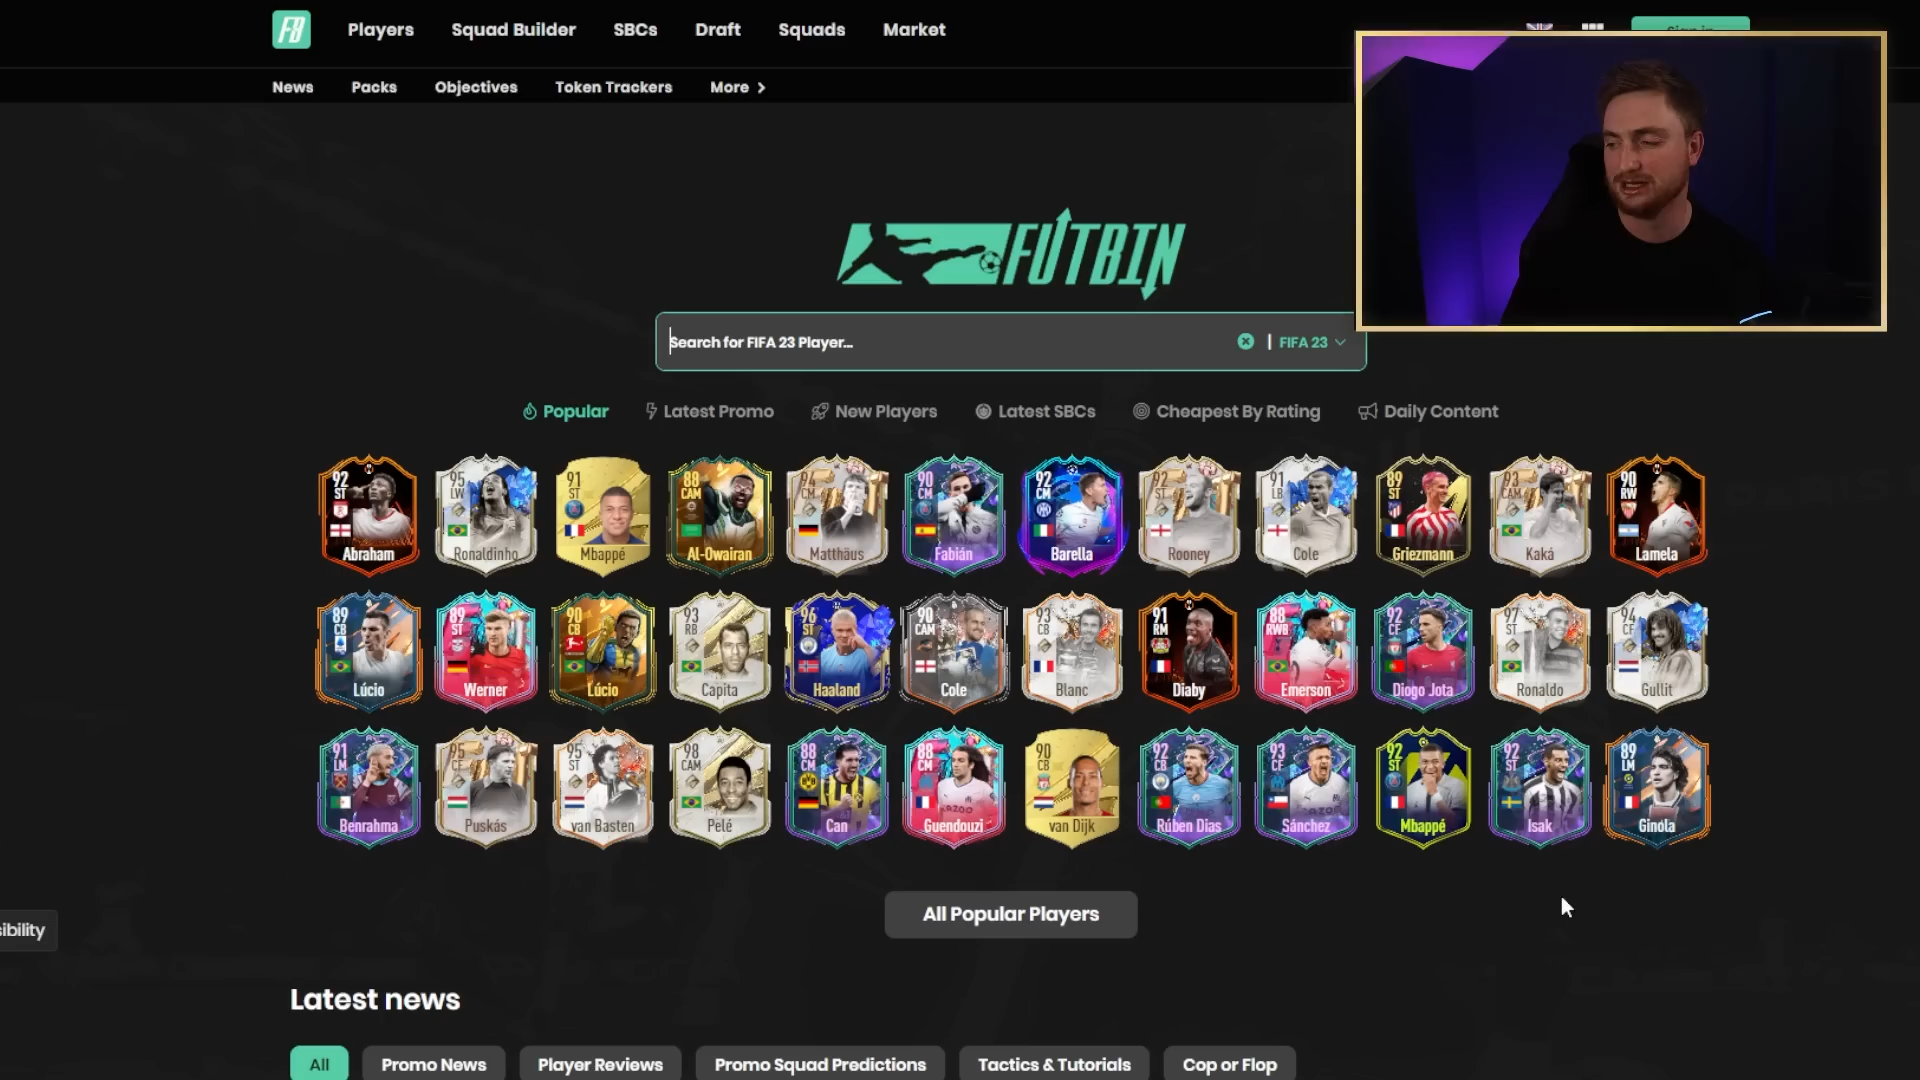 FB Players Squad Builder SBCs Draft Squads Market
News Packs Objectives Token Trackers More
FUTBIN
Search for FIFA 23 Player... | FIFA 23
Popular Latest Promo New Players Latest SBCs Cheapest By Rating Daily Content
92 ST Abraham
95 LW Ronaldinho
91 ST Mbappé
88 CAM Al-Owairan
94 CM Matthäus
90 CM Fabián
92 CM Barella
92 ST Rooney
91 LB Cole
89 ST Griezmann
93 CAM Kaká
90 RW Lamela
89 CB Lúcio
89 ST Werner
90 CB Lúcio
93 RB Capita
96 ST Haaland
90 CAM Cole
93 CB Blanc
91 RM Diaby
88 RWB Emerson
92 CF Diogo Jota
97 ST Ronaldo
94 CF Gullit
91 LM Benrahma
95 CF Puskás
95 ST van Basten
98 CAM Pelé
88 CM Can
88 CM Guendouzi
90 CB van Dijk
92 CB Rúben Dias
93 CF Sánchez
92 ST Mbappé
92 ST Isak
89 LM Ginola
All Popular Players
sibility
Latest news
All Promo News Player Reviews Promo Squad Predictions Tactics & Tutorials Cop or Flop